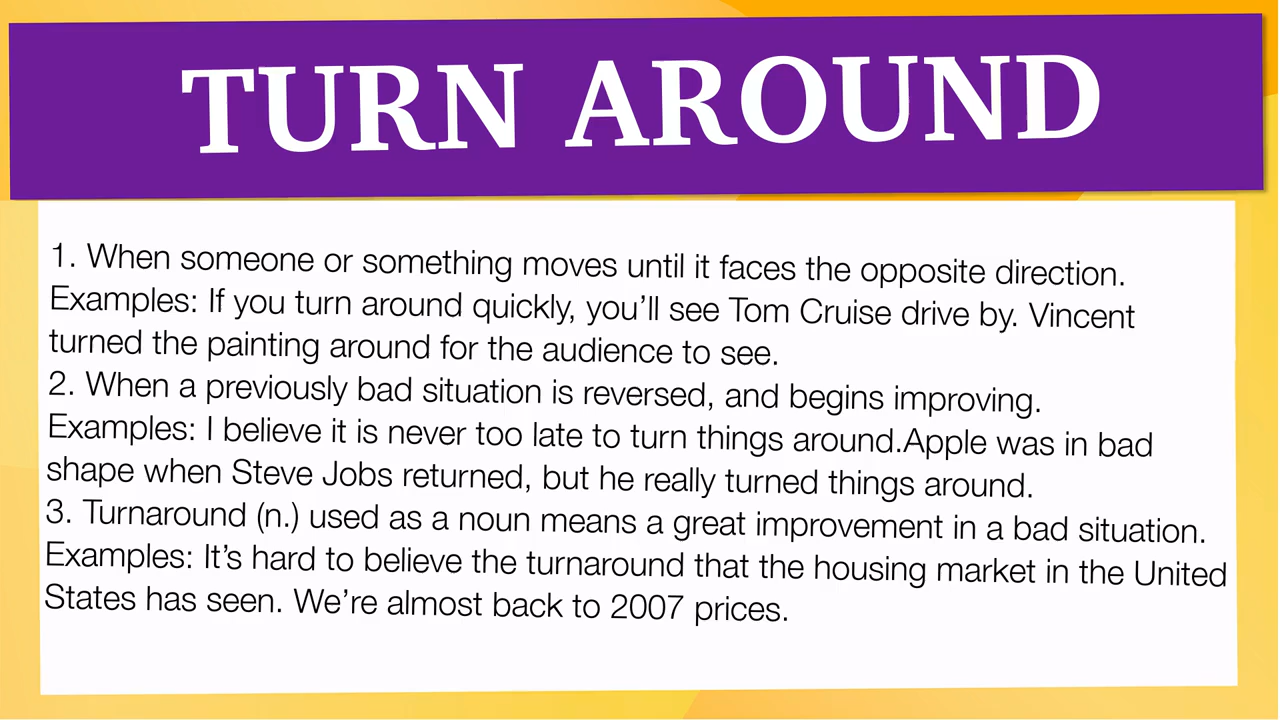 TURN AROUND
1. When someone or something moves until it faces the opposite direction.
Examples: If you turn around quickly, you’ll see Tom Cruise drive by. Vincent
turned the painting around for the audience to see.
2. When a previously bad situation is reversed, and begins improving.
Examples: I believe it is never too late to turn things around.Apple was in bad
shape when Steve Jobs returned, but he really turned things around.
3. Turnaround (n.) used as a noun means a great improvement in a bad situation.
Examples: It’s hard to believe the turnaround that the housing market in the United
States has seen. We’re almost back to 2007 prices.